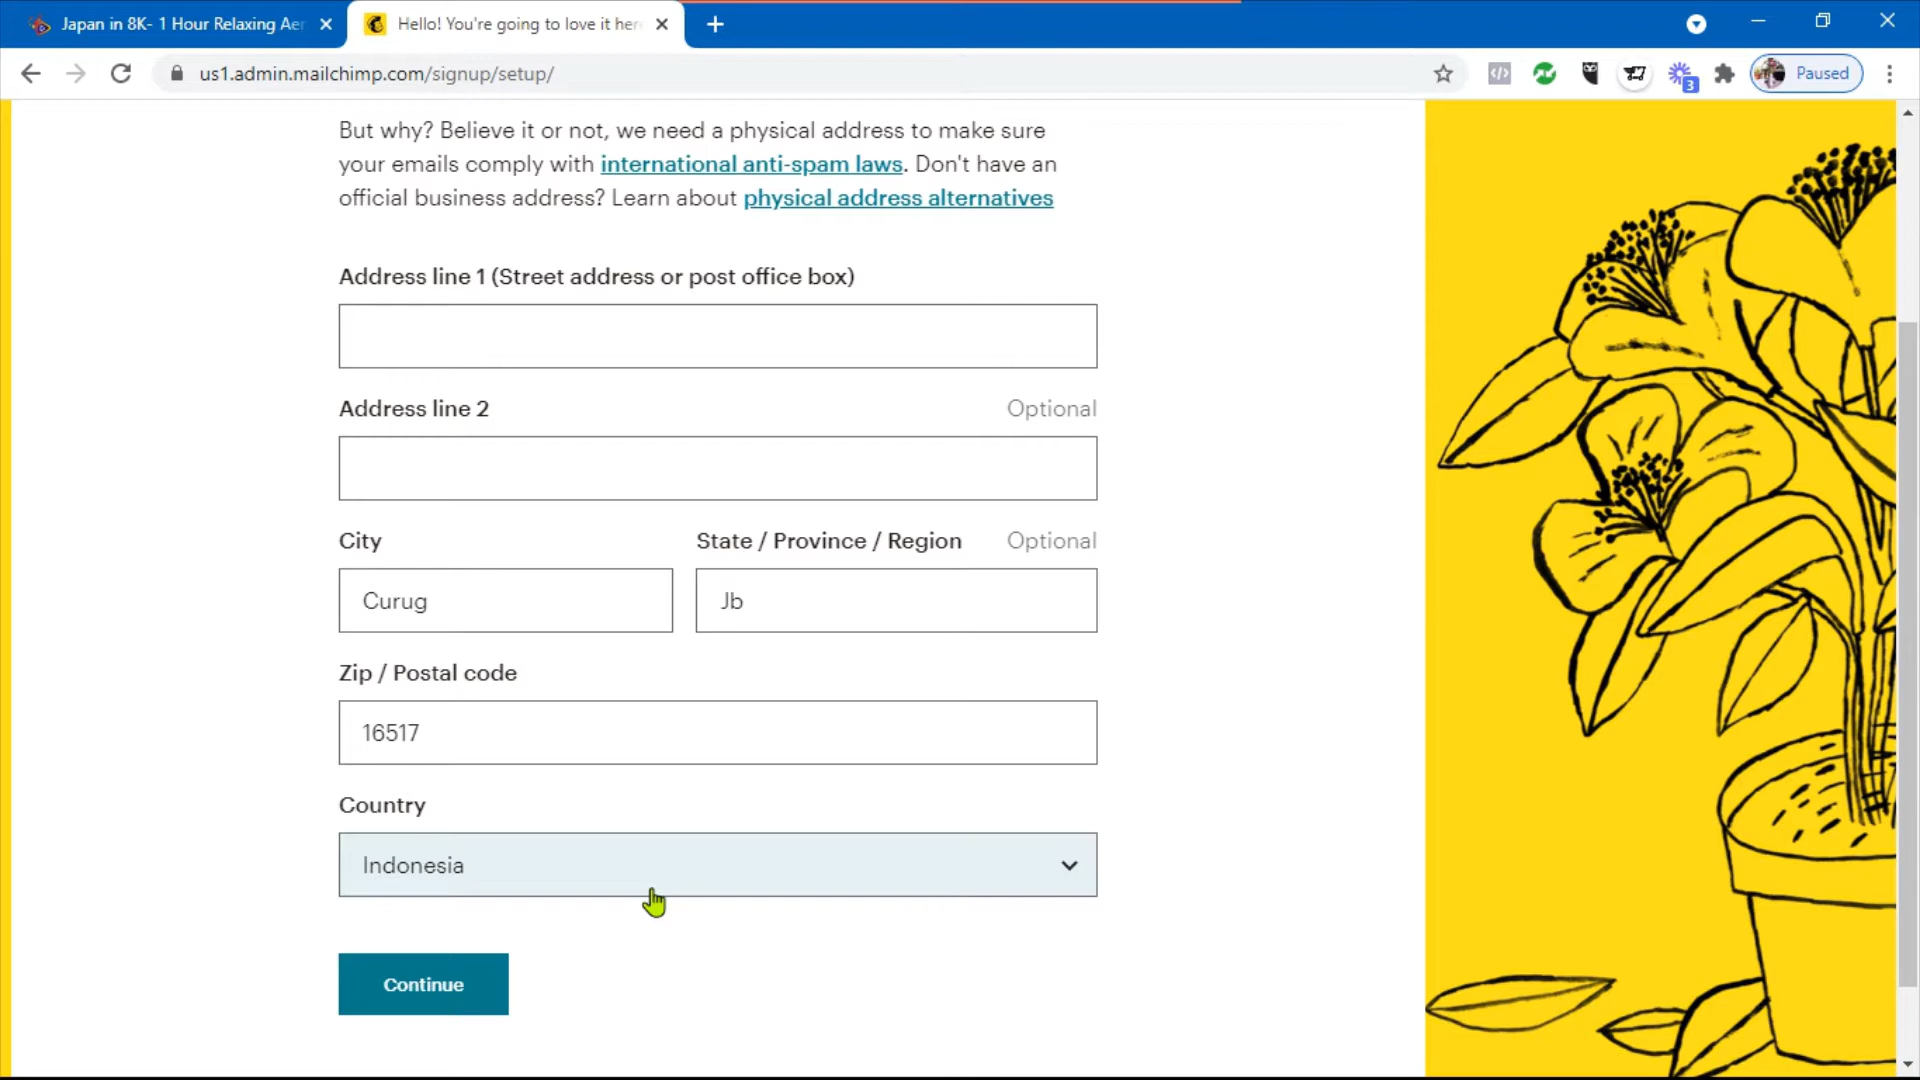 Japan in 8K- 1 Hour Relaxing Aer
Hello! You're going to love it here
us1.admin.mailchimp.com/signup/setup/
3
Paused
But why? Believe it or not, we need a physical address to make sure
your emails comply with international anti-spam laws. Don't have an
official business address? Learn about physical address alternatives
Address line 1 (Street address or post office box)
Address line 2 Optional
City State / Province / Region Optional
Curug Jb
Zip / Postal code
16517
Country
Indonesia
Continue